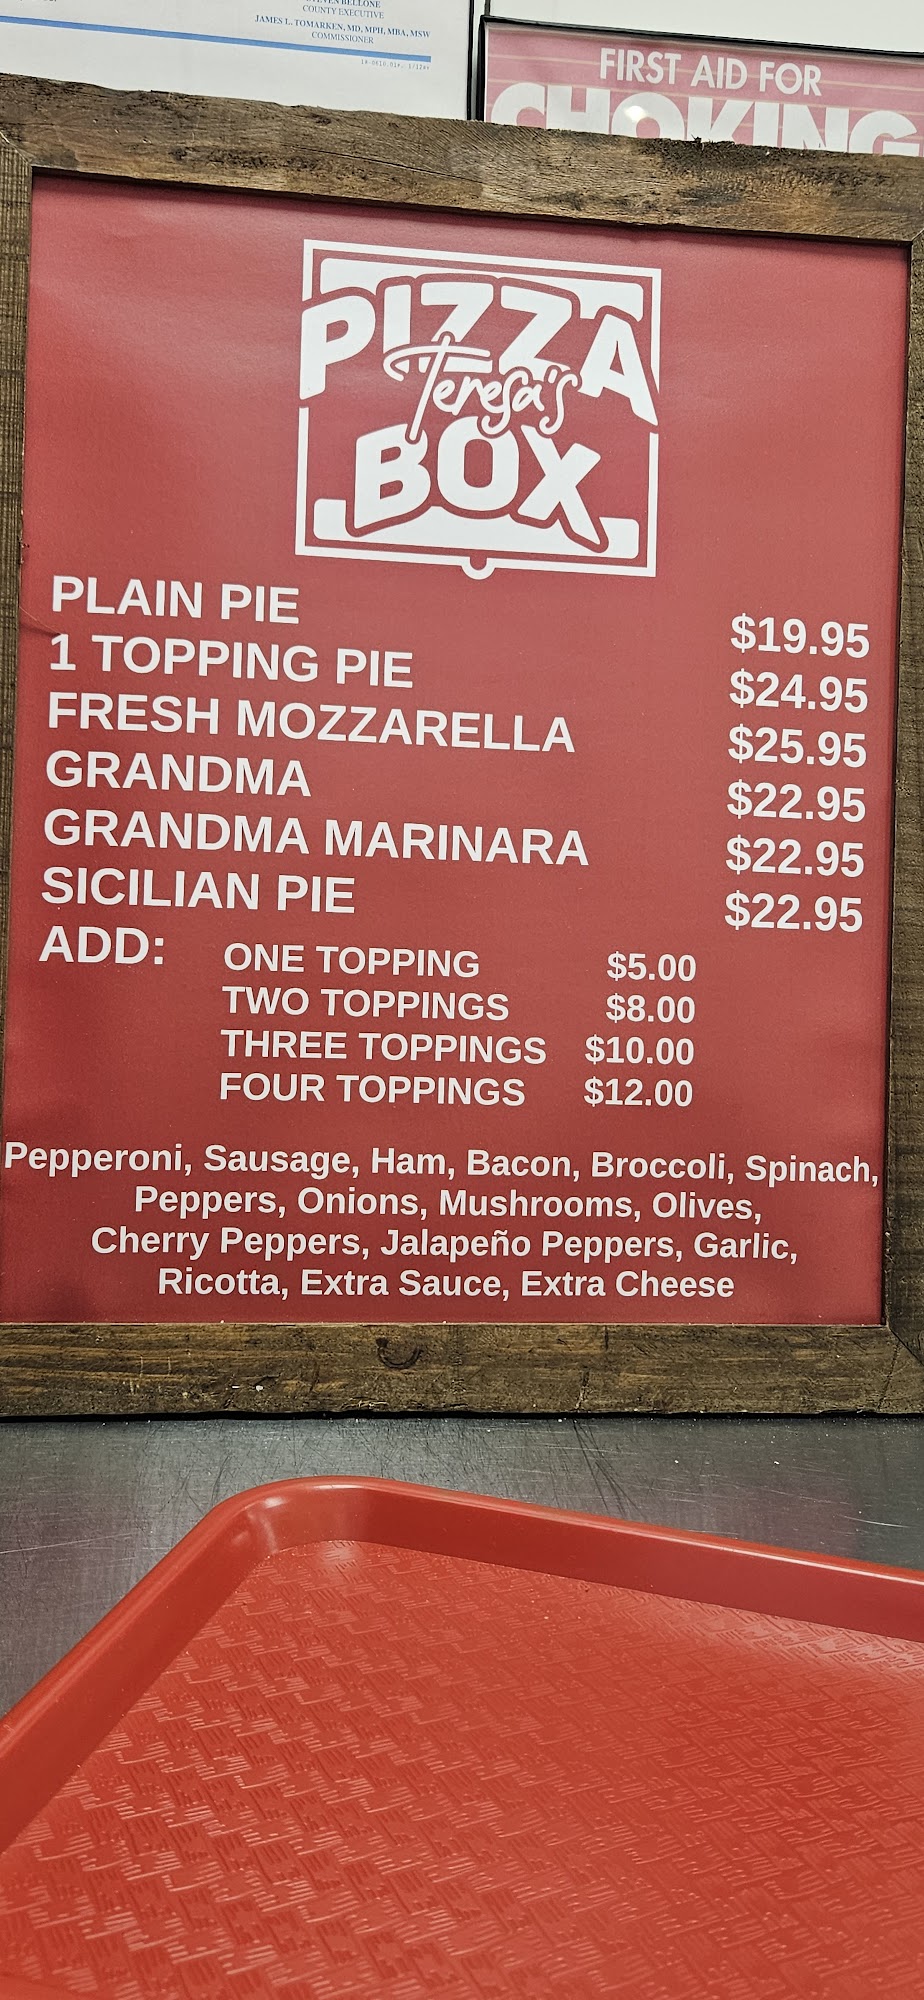 STEVEN BELLONE
COUNTY EXECUTIVE
JAMES L. TOMARKEN, MD, MPH, MBA, MSW
COMMISSIONER
FIRST AID FOR
CHOKING
PIZZA
Teresa's
BOX
PLAIN PIE $19.95
1 TOPPING PIE $24.95
FRESH MOZZARELLA $25.95
GRANDMA $22.95
GRANDMA MARINARA $22.95
SICILIAN PIE $22.95
ADD: ONE TOPPING $5.00
TWO TOPPINGS $8.00
THREE TOPPINGS $10.00
FOUR TOPPINGS $12.00
Pepperoni, Sausage, Ham, Bacon, Broccoli, Spinach,
Peppers, Onions, Mushrooms, Olives,
Cherry Peppers, Jalapeño Peppers, Garlic,
Ricotta, Extra Sauce, Extra Cheese